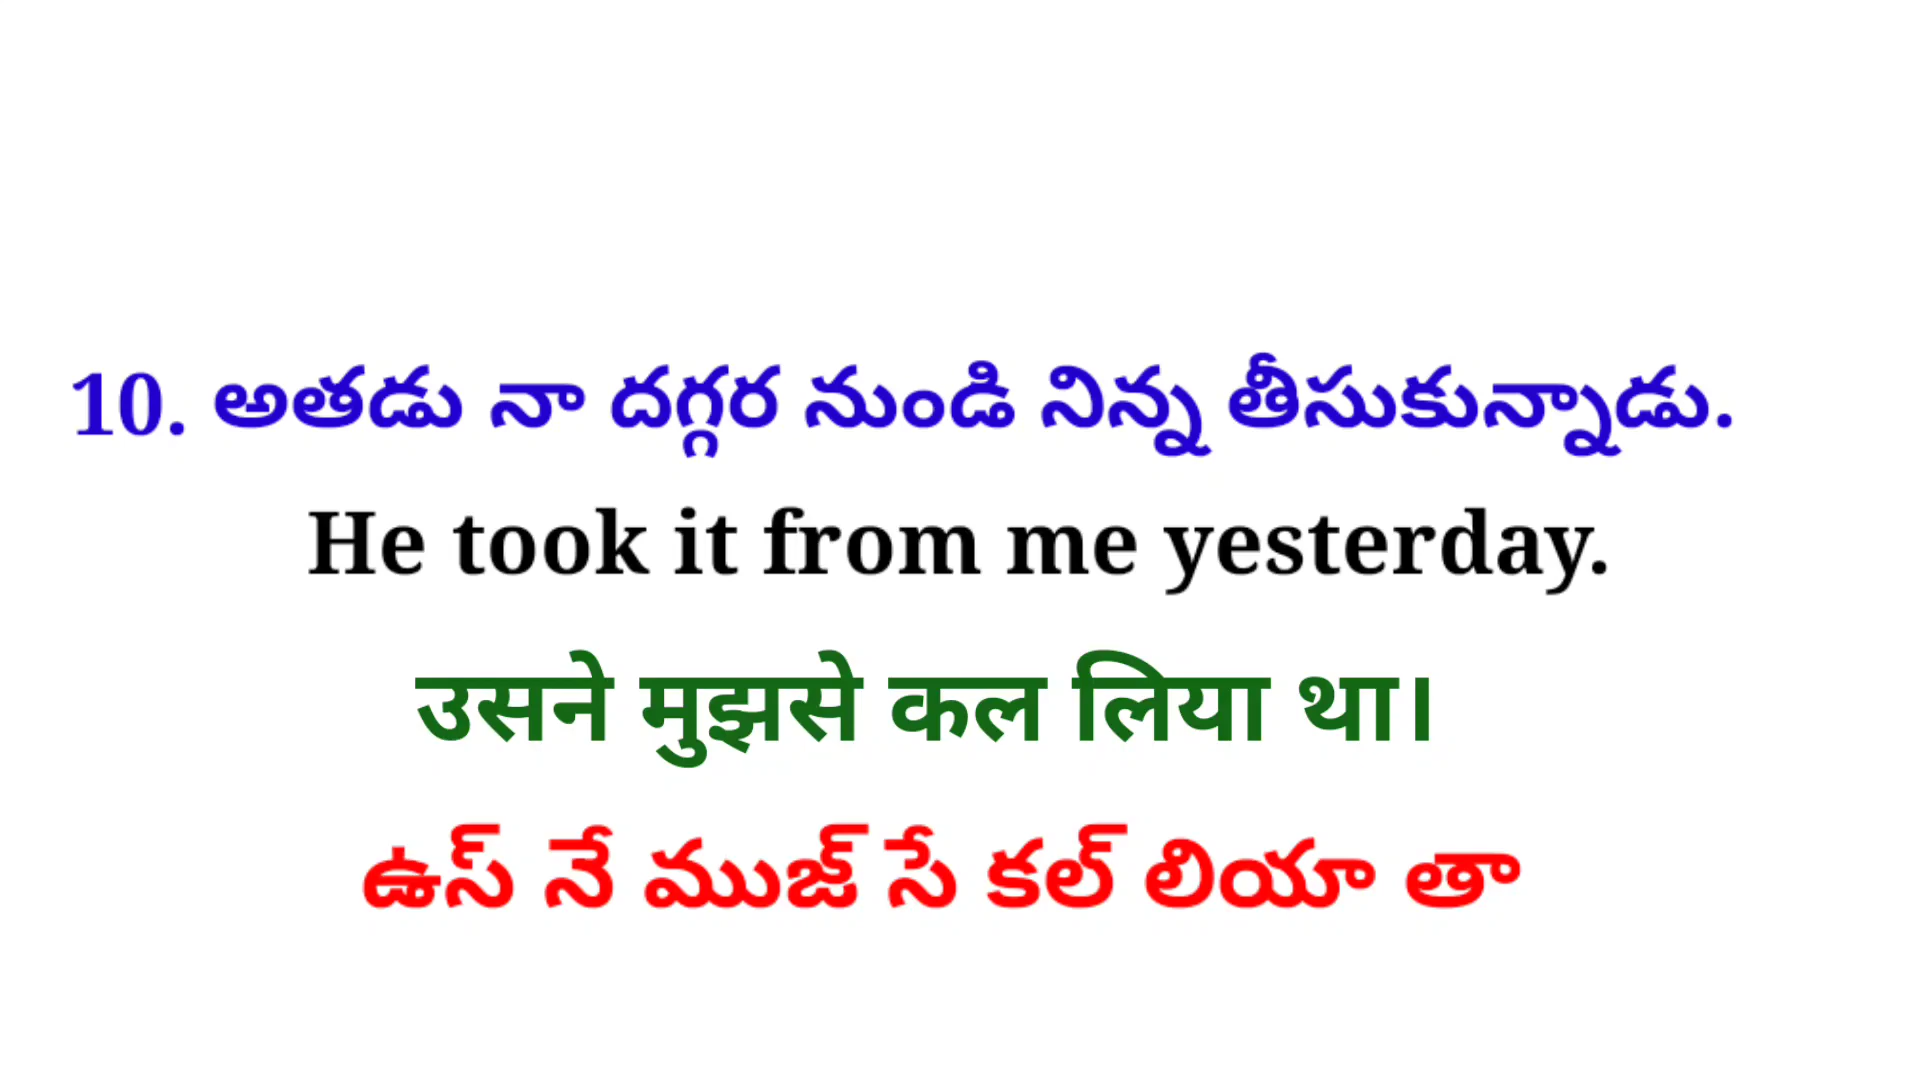 10. అతడు నా దగ్గర నుండి నిన్న తీసుకున్నాడు.
He took it from me yesterday.
उसने मुझसे कल लिया था।
ఉస్ నే ముజ్ సే కల్ లియా తా